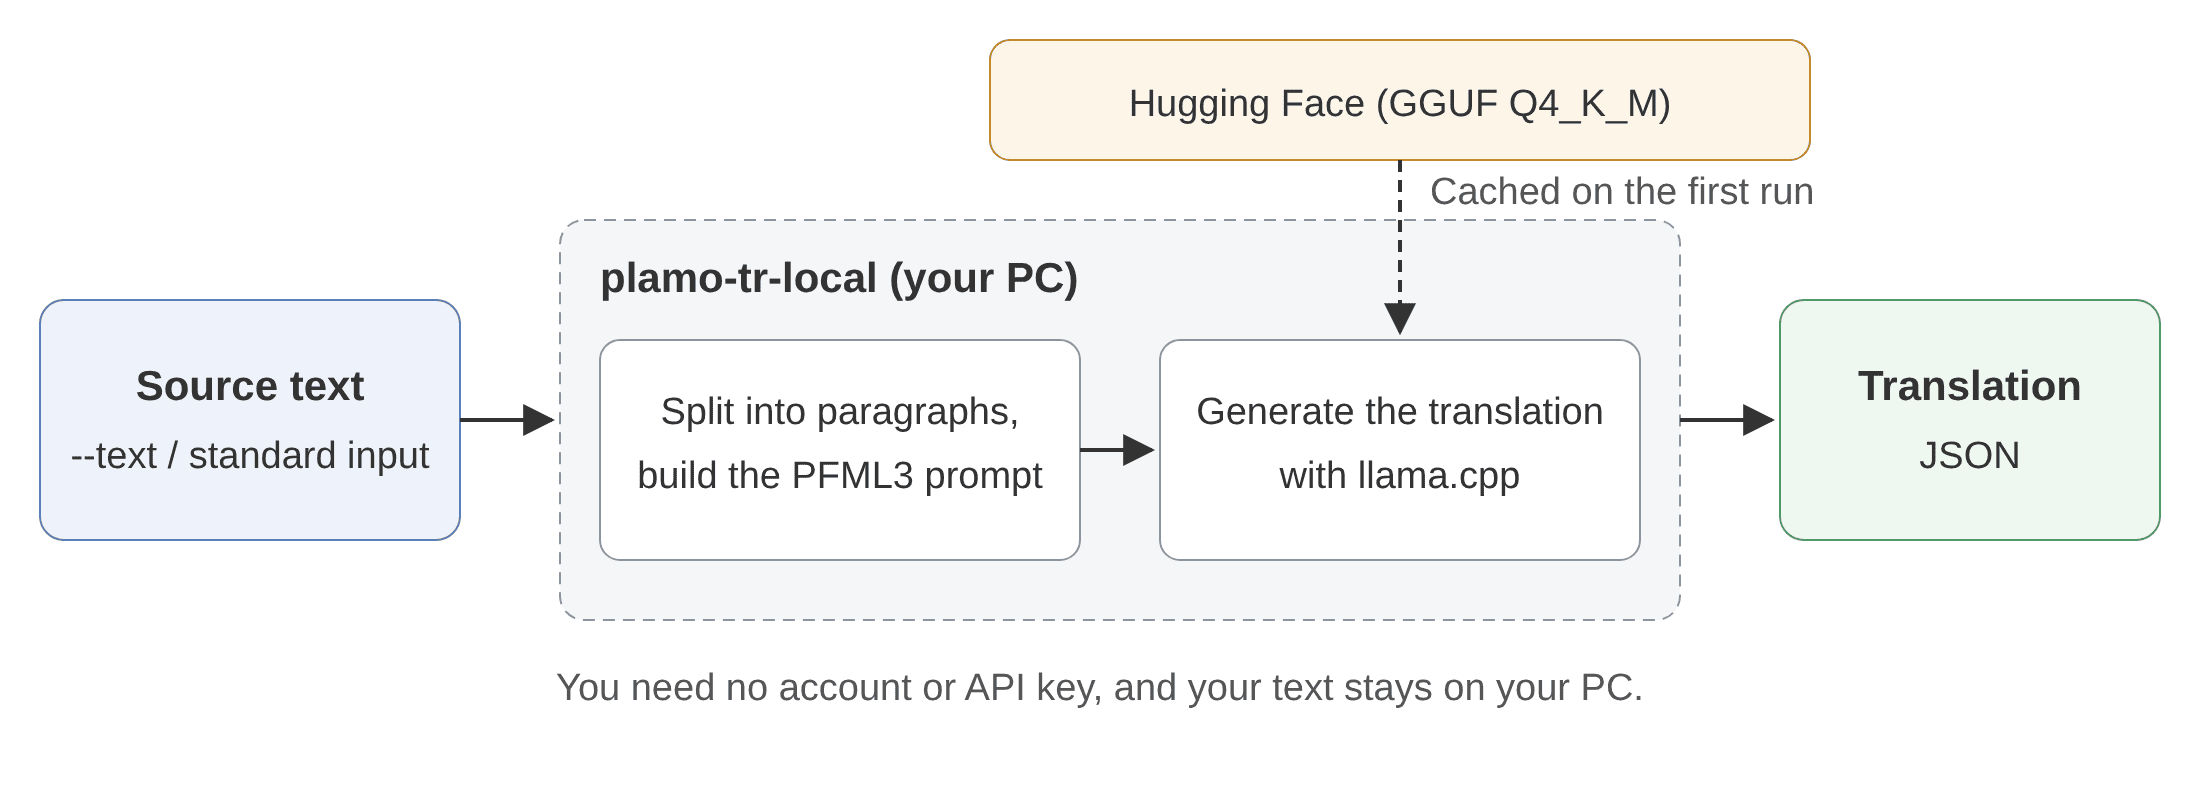 Hugging Face (GGUF Q4_K_M)
Cached on the first run
plamo-tr-local (your PC)
Source text
--text / standard input
Split into paragraphs,
build the PFML3 prompt
Generate the translation
with llama.cpp
Translation
JSON
You need no account or API key, and your text stays on your PC.